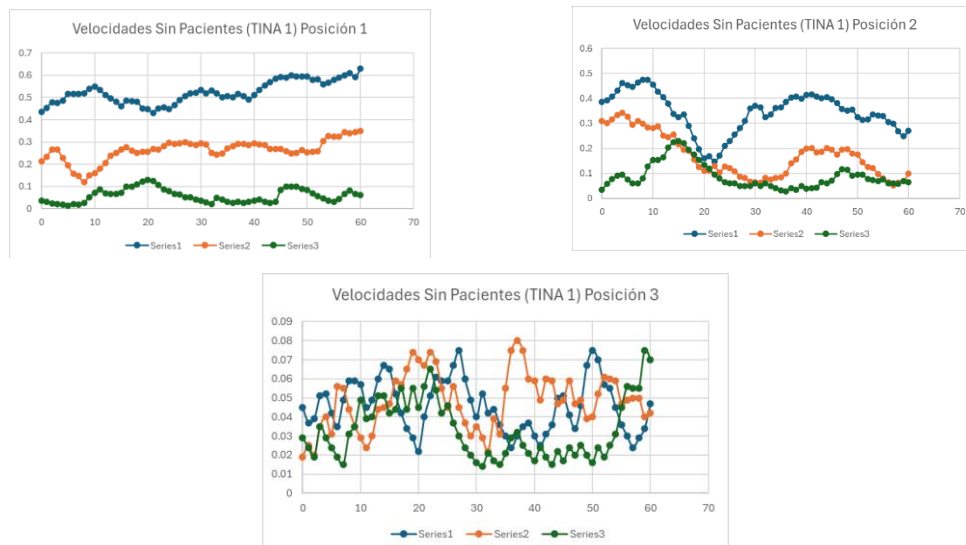 Velocidades Sin Pacientes (TINA 1) Posición 1
0.7
0.6
0.5
0.4
0.3
0.2
0.1
0
0 10 20 30 40 50 60 70
Series1 Series2 Series3
Velocidades Sin Pacientes (TINA 1) Posición 2
0.6
0.5
0.4
0.3
0.2
0.1
0
0 10 20 30 40 50 60 70
Series1 Series2 Series3
Velocidades Sin Pacientes (TINA 1) Posición 3
0.09
0.08
0.07
0.06
0.05
0.04
0.03
0.02
0.01
0
0 10 20 30 40 50 60 70
Series1 Series2 Series3